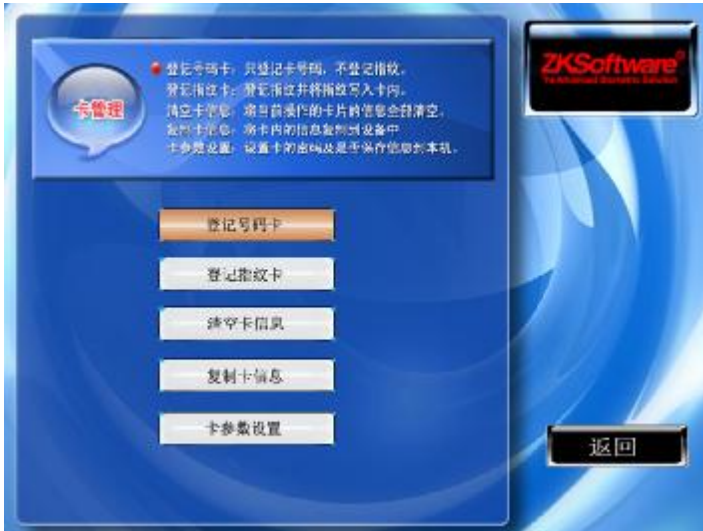 卡管理
登记号码卡：只登记卡号码，不登记指纹。
登记指纹卡：登记指纹并将指纹写入卡内。
清空卡信息：将当前操作的卡片的信息全部清空。
复制卡信息：将卡内的信息复制到设备中
卡参数设置：设置卡的密码及是否保存信息到本机。
ZKSoftware
登记号码卡
登记指纹卡
清空卡信息
复制卡信息
卡参数设置
返回